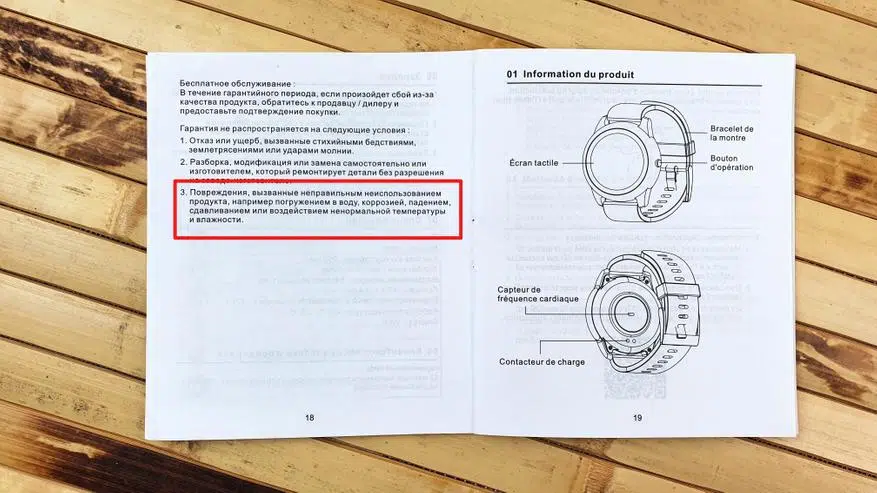 Бесплатное обслуживание :
В течение гарантийного периода, если произойдет сбой из-за
качества продукта, обратитесь к продавцу / дилеру и
предоставьте подтверждение покупки.
Гарантия не распространяется на следующие условия :
1. Отказ или ущерб, вызванные стихийными бедствиями,
землетрясениями или ударами молнии.
2. Разборка, модификация или замена самостоятельно или
изготовителем, который ремонтирует детали без разрешения
3. Повреждения, вызванные неправильным неиспользованием
продукта, например погружением в воду, коррозией, падением,
сдавливанием или воздействием ненормальной температуры
и влажности.
18
01 Information du produit
Bracelet de
la montre
Écran tactile
Bouton
d'opération
Capteur de
fréquence cardiaque
Contacteur de charge
19